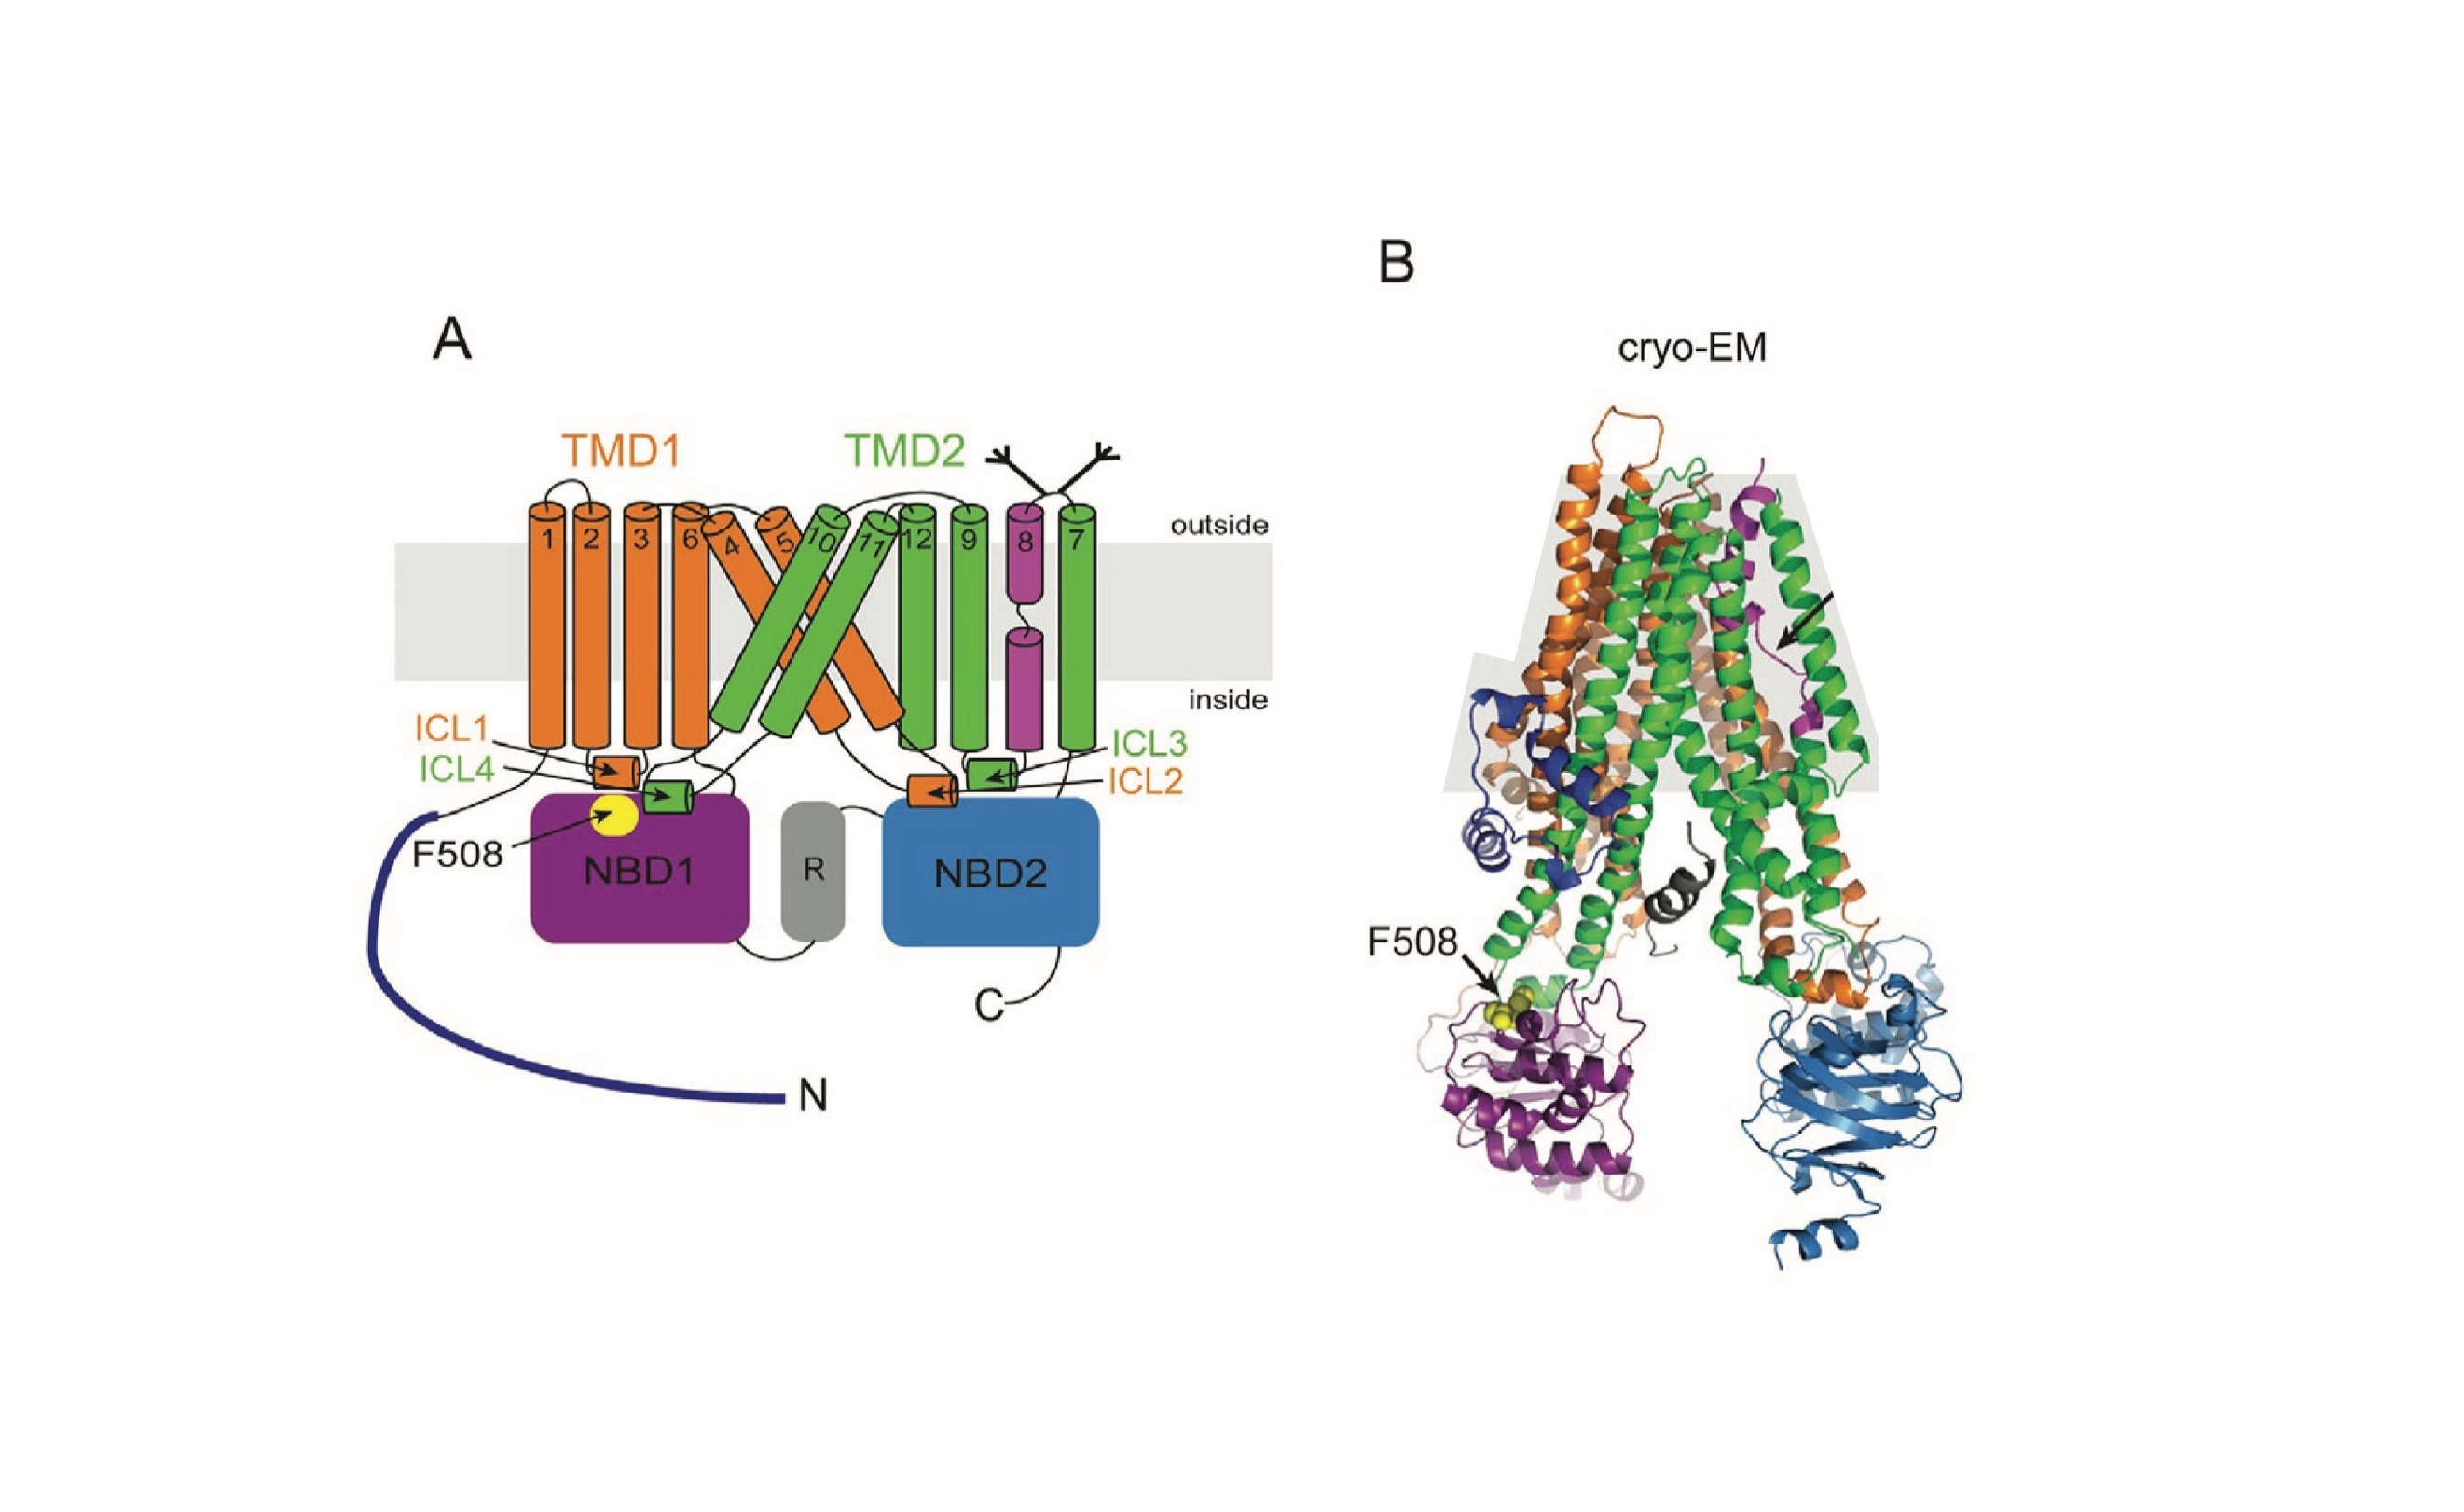 A
TMD1 TMD2
1 2 3 6 4 5 10 11 12 9 8 7
outside
inside
ICL1
ICL4
ICL3
ICL2
F508
NBD1
R
NBD2
C
N
B
cryo-EM
F508